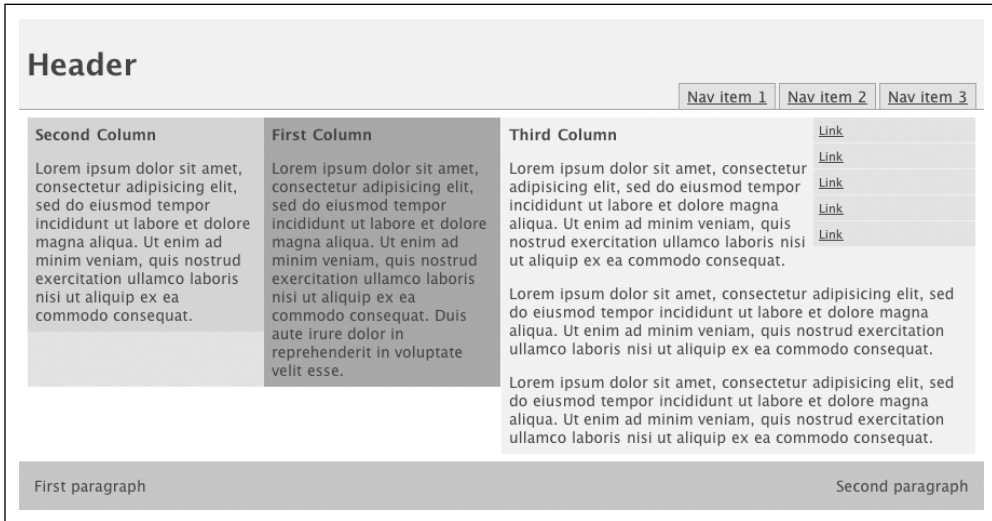 Header
Nav item 1
Nav item 2
Nav item 3
Second Column
Lorem ipsum dolor sit amet,
consectetur adipisicing elit,
sed do eiusmod tempor
incididunt ut labore et dolore
magna aliqua. Ut enim ad
minim veniam, quis nostrud
exercitation ullamco laboris
nisi ut aliquip ex ea
commodo consequat.
First Column
Lorem ipsum dolor sit amet,
consectetur adipisicing elit,
sed do eiusmod tempor
incididunt ut labore et dolore
magna aliqua. Ut enim ad
minim veniam, quis nostrud
exercitation ullamco laboris
nisi ut aliquip ex ea
commodo consequat. Duis
aute irure dolor in
reprehenderit in voluptate
velit esse.
Third Column
Lorem ipsum dolor sit amet, consectetur
adipisicing elit, sed do eiusmod tempor
incididunt ut labore et dolore magna
aliqua. Ut enim ad minim veniam, quis
nostrud exercitation ullamco laboris nisi
ut aliquip ex ea commodo consequat.
Lorem ipsum dolor sit amet, consectetur adipisicing elit, sed
do eiusmod tempor incididunt ut labore et dolore magna
aliqua. Ut enim ad minim veniam, quis nostrud exercitation
ullamco laboris nisi ut aliquip ex ea commodo consequat.
Lorem ipsum dolor sit amet, consectetur adipisicing elit, sed
do eiusmod tempor incididunt ut labore et dolore magna
aliqua. Ut enim ad minim veniam, quis nostrud exercitation
ullamco laboris nisi ut aliquip ex ea commodo consequat.
Link
Link
Link
Link
Link
First paragraph
Second paragraph